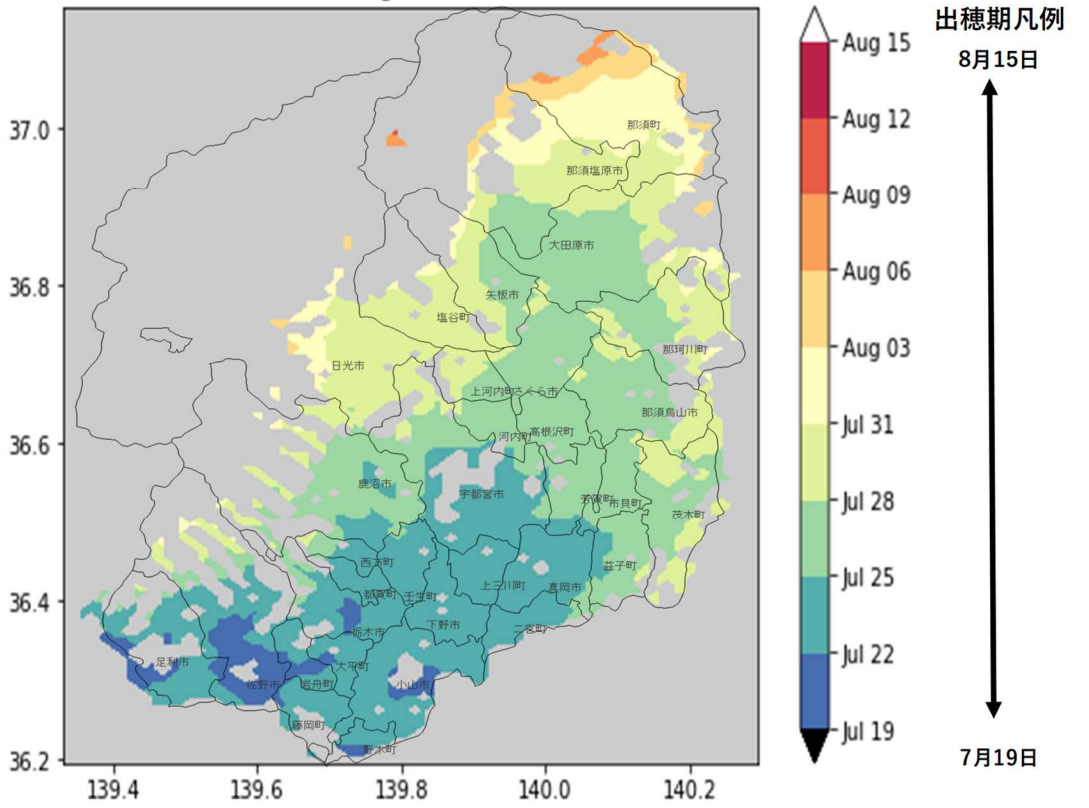 出穂期凡例
8月15日
7月19日
Aug 15
Aug 12
Aug 09
Aug 06
Aug 03
Jul 31
Jul 28
Jul 25
Jul 22
Jul 19
37.0
36.8
36.6
36.4
36.2
139.4
139.6
139.8
140.0
140.2
那須町
那須塩原市
大田原市
矢板市
塩谷町
那珂川町
日光市
上河内町
さくら市
那須烏山市
高根沢町
河内町
鹿沼市
宇都宮市
芳賀町
市貝町
茂木町
西方町
益子町
上三川町
真岡市
都賀町
壬生町
下野市
栃木市
二宮町
足利市
大平町
佐野市
岩舟町
小山市
藤岡町
野木町